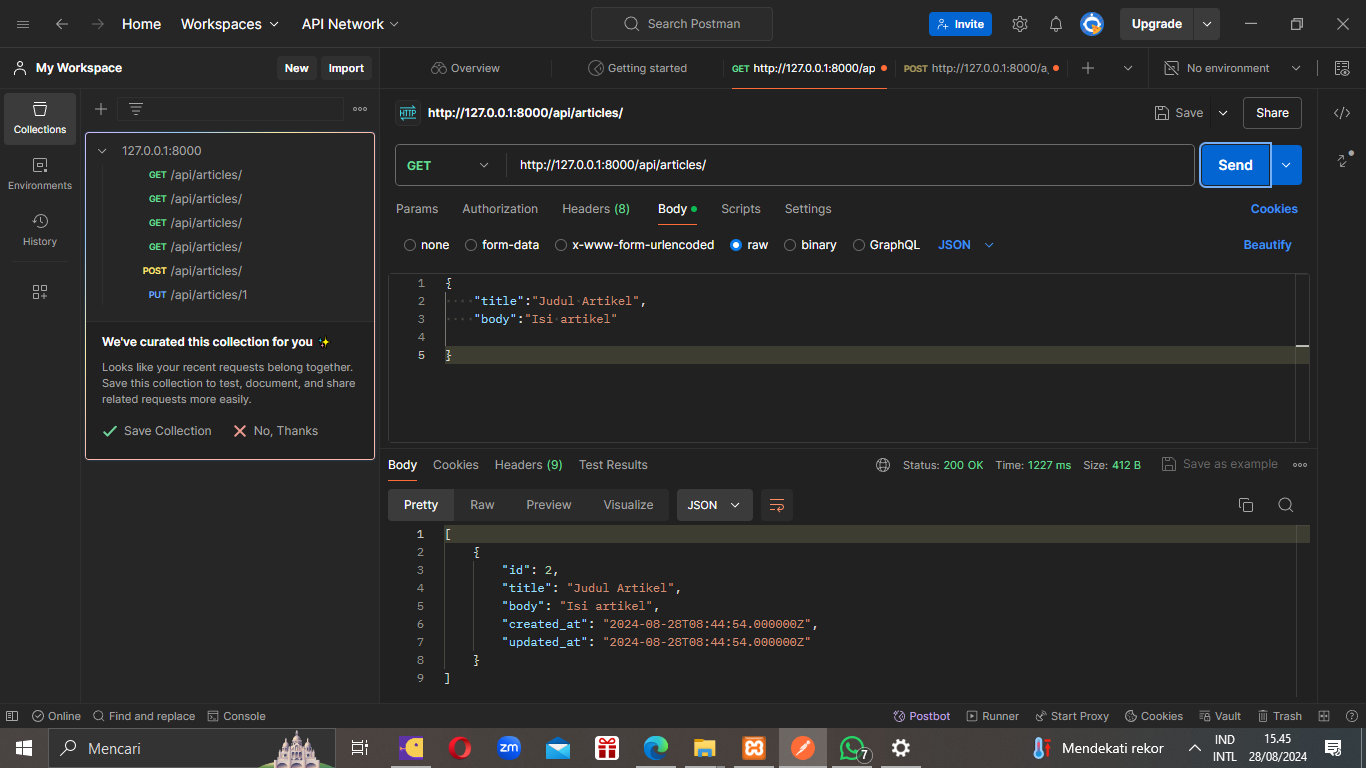 Home Workspaces API Network Search Postman Invite Upgrade
My Workspace New Import Overview Getting started GET http://127.0.0.1:8000/ap POST http://127.0.0.1:8000/a, No environment
Collections
Environments
History
127.0.0.1:8000
GET /api/articles/
GET /api/articles/
GET /api/articles/
GET /api/articles/
POST /api/articles/
PUT /api/articles/1
We've curated this collection for you
Looks like your recent requests belong together.
Save this collection to test, document, and share
related requests more easily.
Save Collection No, Thanks
HTTP http://127.0.0.1:8000/api/articles/ Save Share
GET http://127.0.0.1:8000/api/articles/ Send
Params Authorization Headers (8) Body Scripts Settings Cookies
none form-data x-www-form-urlencoded raw binary GraphQL JSON Beautify
1 {
2 "title":"Judul Artikel",
3 "body":"Isi artikel"
4
5 }
Body Cookies Headers (9) Test Results Status: 200 OK Time: 1227 ms Size: 412 B Save as example
Pretty Raw Preview Visualize JSON
1 [
2 {
3 "id": 2,
4 "title": "Judul Artikel",
5 "body": "Isi artikel",
6 "created_at": "2024-08-28T08:44:54.000000Z",
7 "updated_at": "2024-08-28T08:44:54.000000Z"
8 }
9 ]
Online Find and replace Console Postbot Runner Start Proxy Cookies Vault Trash
Mencari zm 7 Mendekati rekor IND 15.45
INTL 28/08/2024